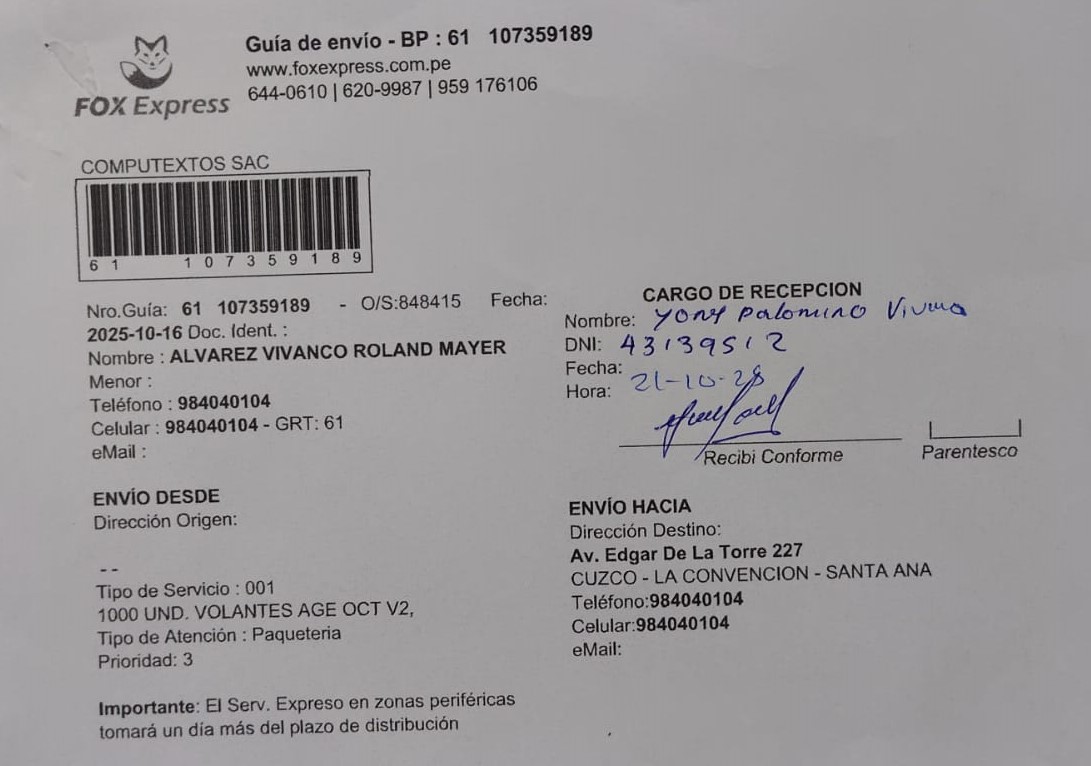 FOX Express
Guía de envío - BP : 61 107359189
www.foxexpress.com.pe
644-0610 | 620-9987 | 959 176106
COMPUTEXTOS SAC
61 107359189
Nro.Guía: 61 107359189 - O/S:848415 Fecha:
2025-10-16 Doc. Ident. :
Nombre : ALVAREZ VIVANCO ROLAND MAYER
Menor :
Teléfono : 984040104
Celular : 984040104 - GRT: 61
eMail :
CARGO DE RECEPCION
Nombre: Yony Palomino
DNI: 43139512
Fecha: 21-10-
Hora:
Recibi Conforme
Parentesco
ENVÍO DESDE
Dirección Origen:
--
Tipo de Servicio : 001
1000 UND. VOLANTES AGE OCT V2,
Tipo de Atención : Paqueteria
Prioridad: 3
ENVÍO HACIA
Dirección Destino:
Av. Edgar De La Torre 227
CUZCO - LA CONVENCION - SANTA ANA
Teléfono:984040104
Celular:984040104
eMail:
Importante: El Serv. Expreso en zonas periféricas
tomará un día más del plazo de distribución